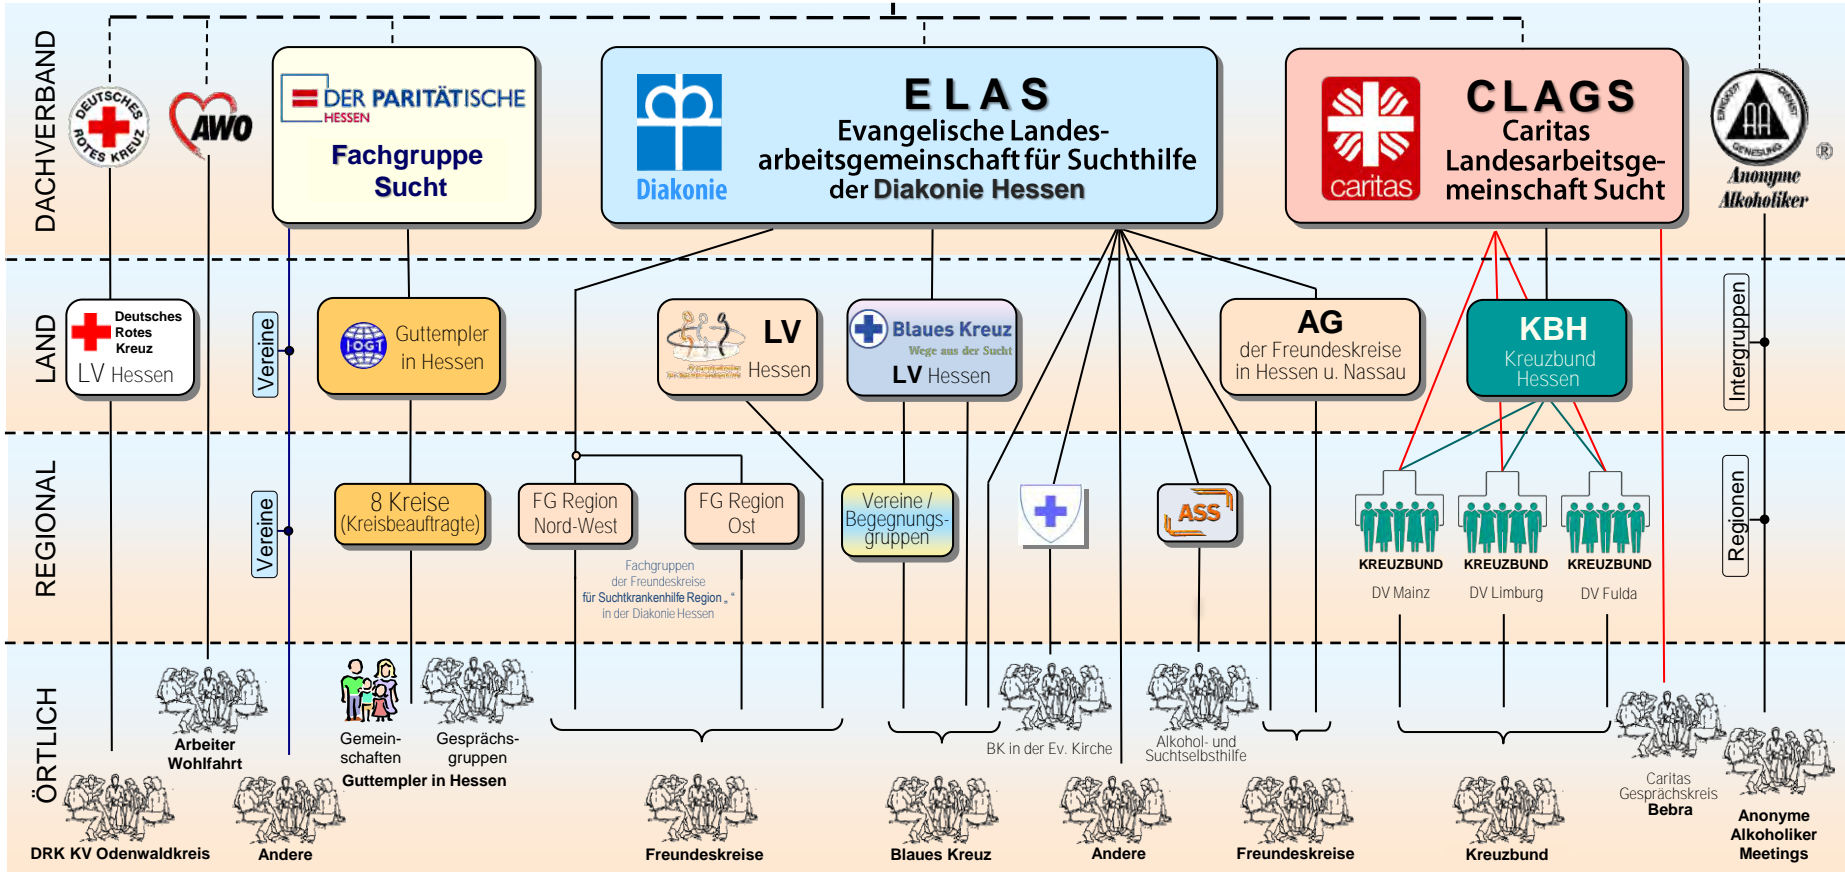 DACHVERBAND
DEUTSCHES
ROTES KREUZ
AWO
DER PARITÄTISCHE
HESSEN
Fachgruppe
Sucht
Diakonie
ELAS
Evangelische Landes-
arbeitsgemeinschaft für Suchthilfe
der Diakonie Hessen
caritas
CLAGS
Caritas
Landesarbeitsge-
meinschaft Sucht
EINIGKEIT
DIENST
GENESUNG
AA
®
Anonyme
Alkoholiker
LAND
Deutsches
Rotes
Kreuz
LV Hessen
Vereine
IOGT
Guttempler
in Hessen
LV
Hessen
Blaues Kreuz
Wege aus der Sucht
LV Hessen
AG
der Freundeskreise
in Hessen u. Nassau
KBH
Kreuzbund
Hessen
Intergruppen
REGIONAL
Vereine
8 Kreise
(Kreisbeauftragte)
FG Region
Nord-West
FG Region
Ost
Fachgruppen
der Freundeskreise
für Suchtkrankenhilfe Region „ “
in der Diakonie Hessen
Vereine /
Begegnungs-
gruppen
ASS
KREUZBUND
DV Mainz
KREUZBUND
DV Limburg
KREUZBUND
DV Fulda
Regionen
ÖRTLICH
DRK KV Odenwaldkreis
Arbeiter
Wohlfahrt
Andere
Gemein-
schaften
Gesprächs-
gruppen
Guttempler in Hessen
Freundeskreise
Blaues Kreuz
BK in der Ev. Kirche
Andere
Alkohol- und
Suchtselbsthilfe
Freundeskreise
Kreuzbund
Caritas
Gesprächskreis
Bebra
Anonyme
Alkoholiker
Meetings